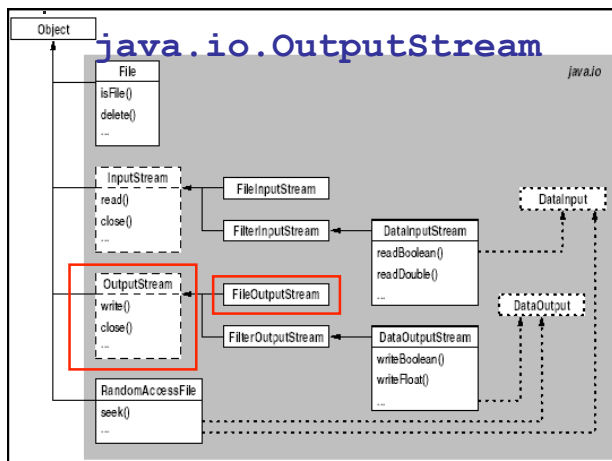 Object
java.io.OutputStream
java.io
File
isFile()
delete()
...
InputStream
read()
close()
...
FileInputStream
FilterInputStream
DataInputStream
readBoolean()
readDouble()
...
DataInput
OutputStream
write()
close()
...
FileOutputStream
FilterOutputStream
DataOutputStream
writeBoolean()
writeFloat()
...
DataOutput
RandomAccessFile
seek()
...